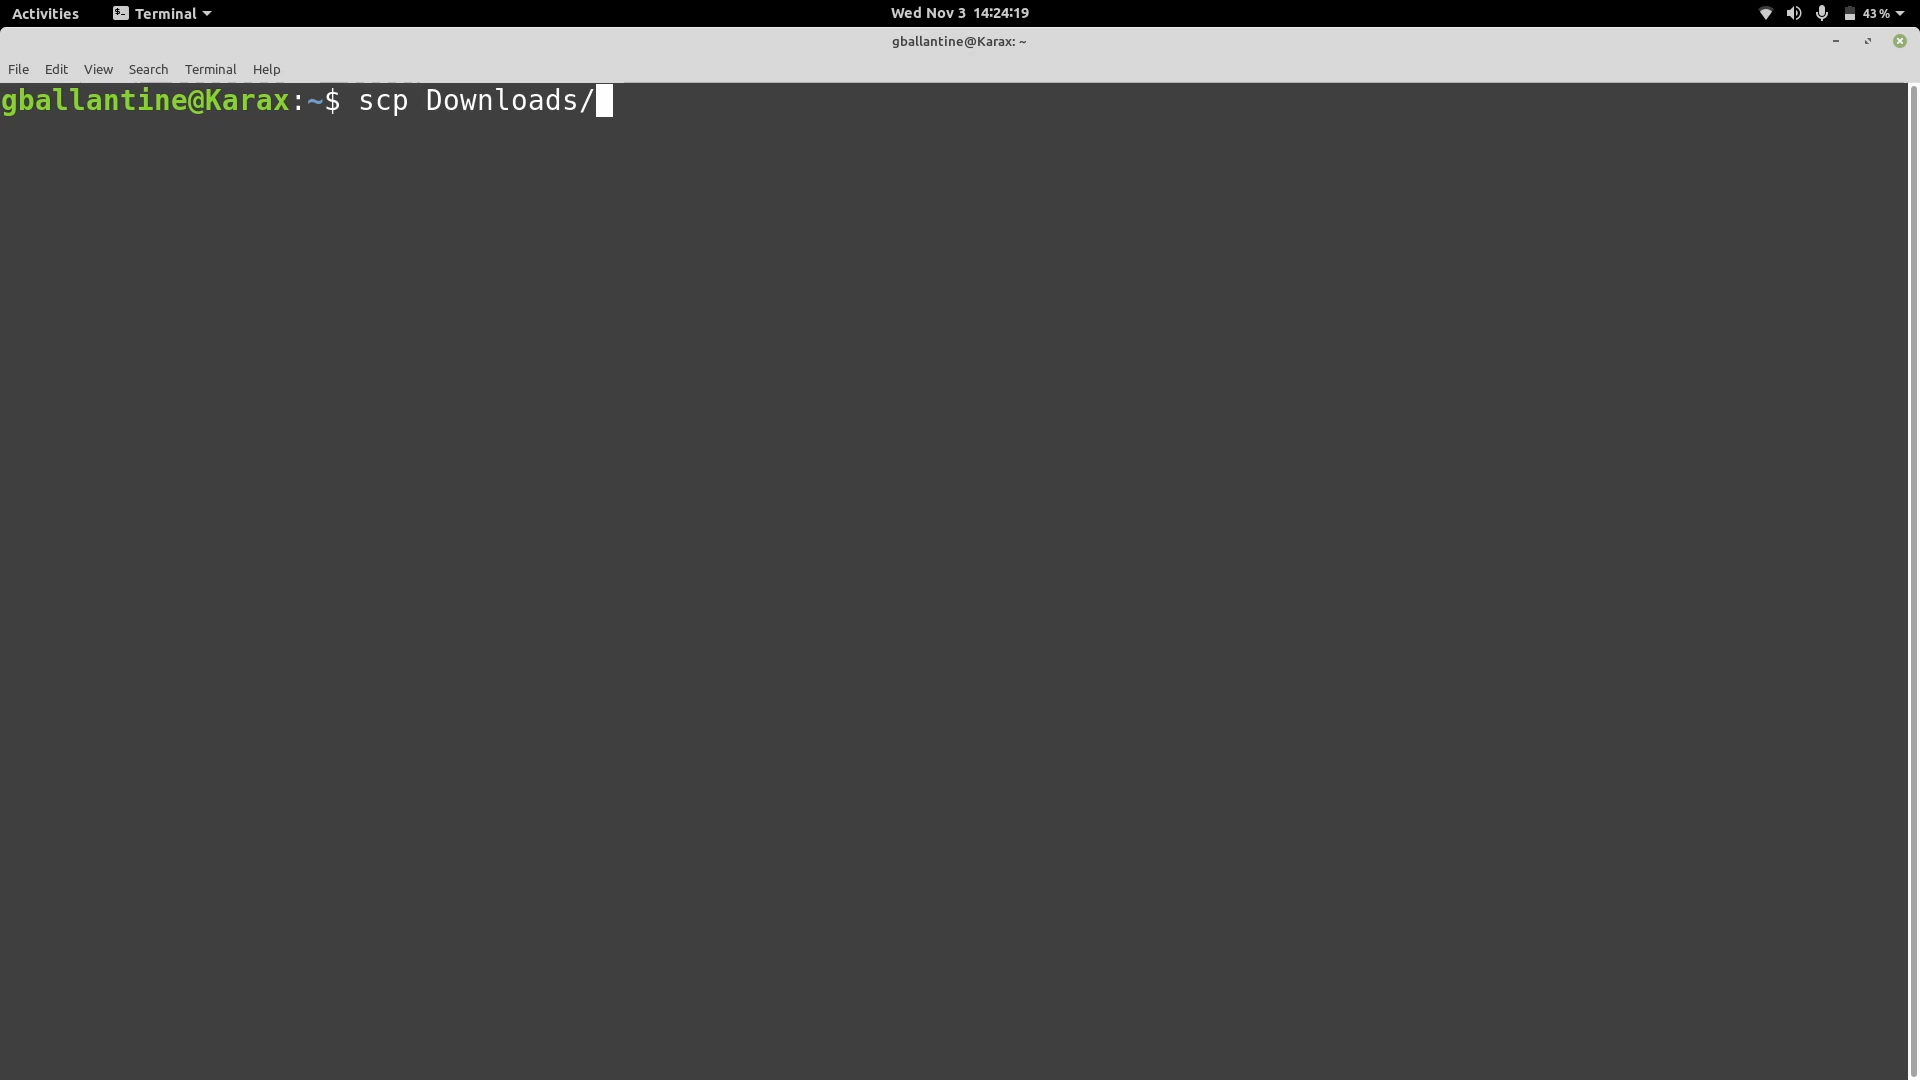 Activities Terminal Wed Nov 3 14:24:19 43 %
gballantine@Karax: ~
File Edit View Search Terminal Help
gballantine@Karax:~$ scp Downloads/